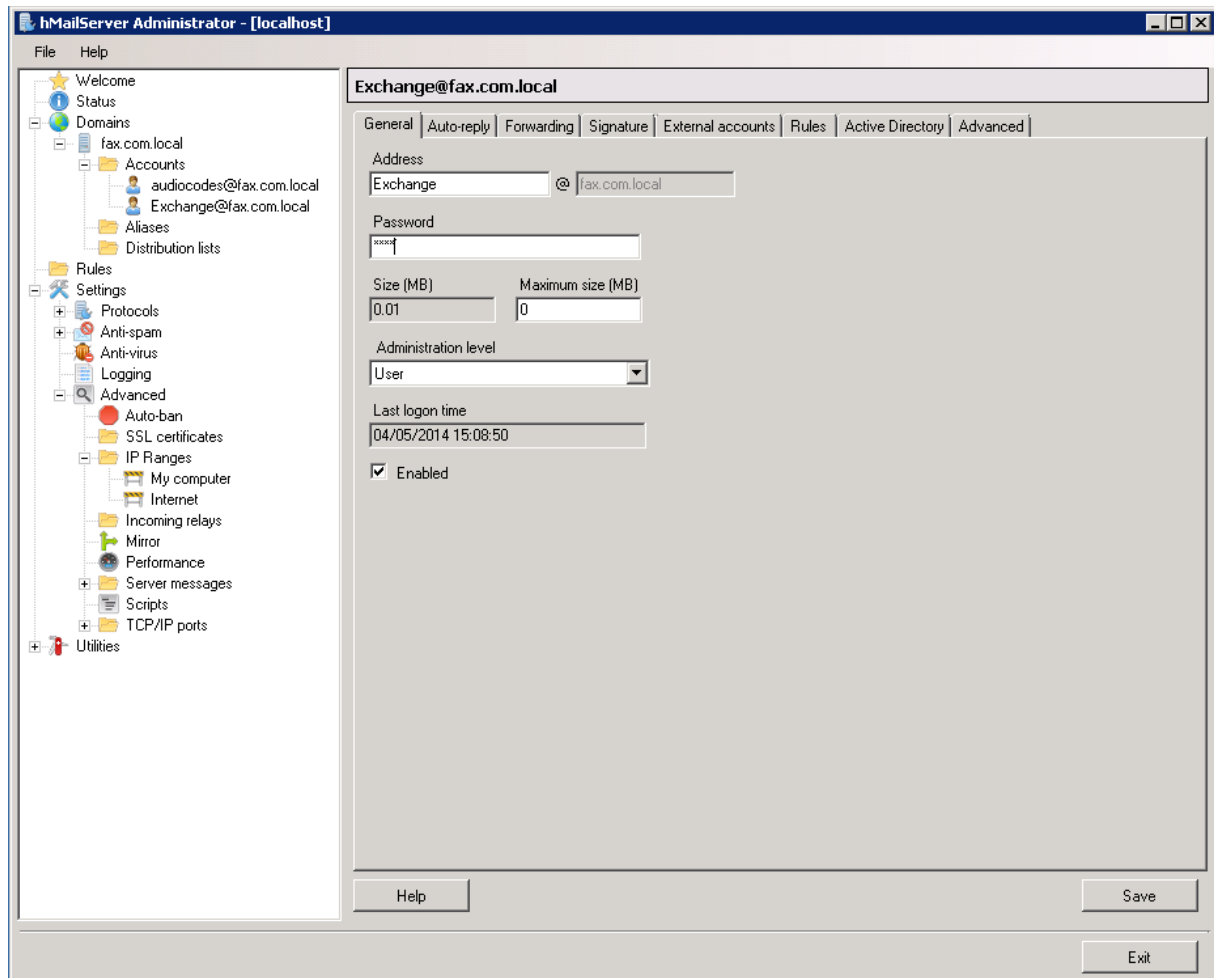 hMailServer Administrator - [localhost]
File Help
Welcome
Status
Domains
fax.com.local
Accounts
audiocodes@fax.com.local
Exchange@fax.com.local
Aliases
Distribution lists
Rules
Settings
Protocols
Anti-spam
Anti-virus
Logging
Advanced
Auto-ban
SSL certificates
IP Ranges
My computer
Internet
Incoming relays
Mirror
Performance
Server messages
Scripts
TCP/IP ports
Utilities
Exchange@fax.com.local
General Auto-reply Forwarding Signature External accounts Rules Active Directory Advanced
Address
Exchange @ fax.com.local
Password
××××
Size (MB) Maximum size (MB)
0.01 0
Administration level
User
Last logon time
04/05/2014 15:08:50
Enabled
Help Save
Exit